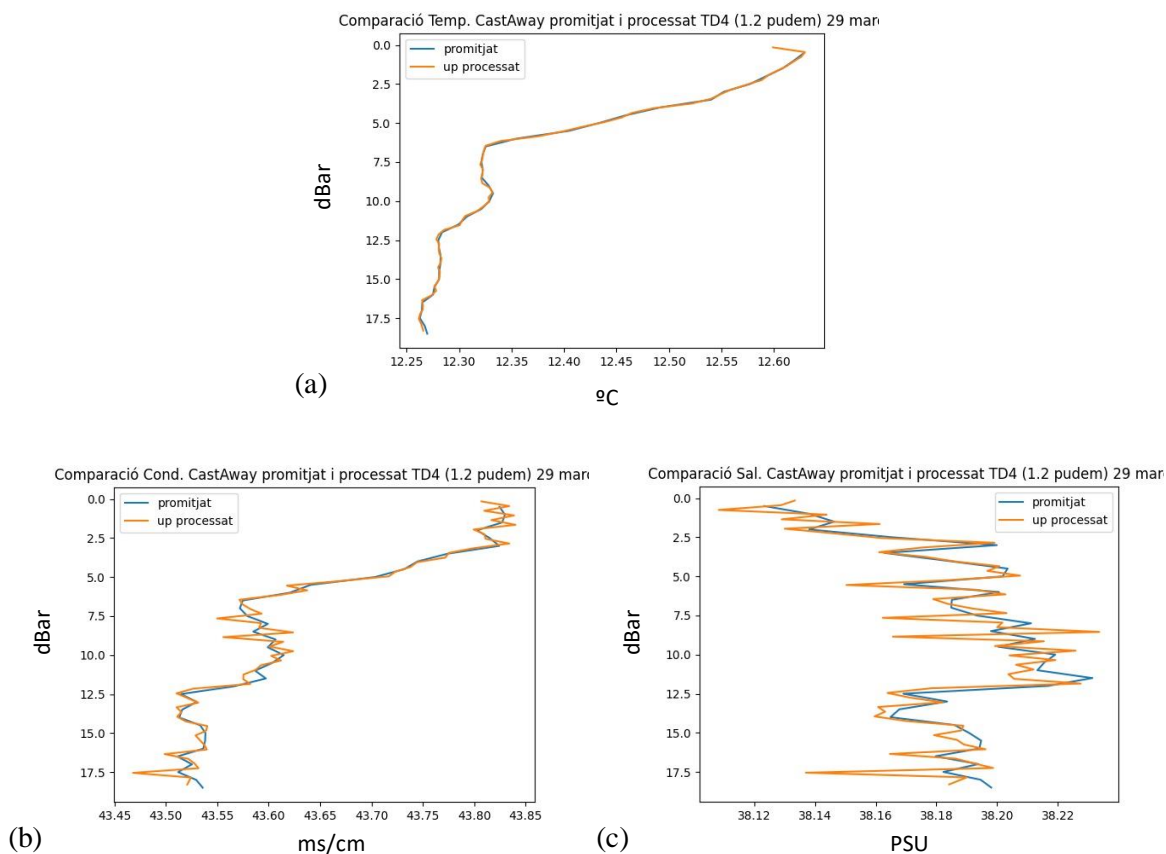 Comparació Temp. CastAway promitjat i processat TD4 (1.2 pudem) 29 març
promitjat
up processat
0.0
2.5
5.0
7.5
10.0
12.5
15.0
17.5
dBar
12.25
12.30
12.35
12.40
12.45
12.50
12.55
12.60
(a)
ºC
Comparació Cond. CastAway promitjat i processat TD4 (1.2 pudem) 29 març
promitjat
up processat
0.0
2.5
5.0
7.5
10.0
12.5
15.0
17.5
dBar
43.45
43.50
43.55
43.60
43.65
43.70
43.75
43.80
43.85
(b)
ms/cm
Comparació Sal. CastAway promitjat i processat TD4 (1.2 pudem) 29 març
promitjat
up processat
0.0
2.5
5.0
7.5
10.0
12.5
15.0
17.5
dBar
38.12
38.14
38.16
38.18
38.20
38.22
(c)
PSU